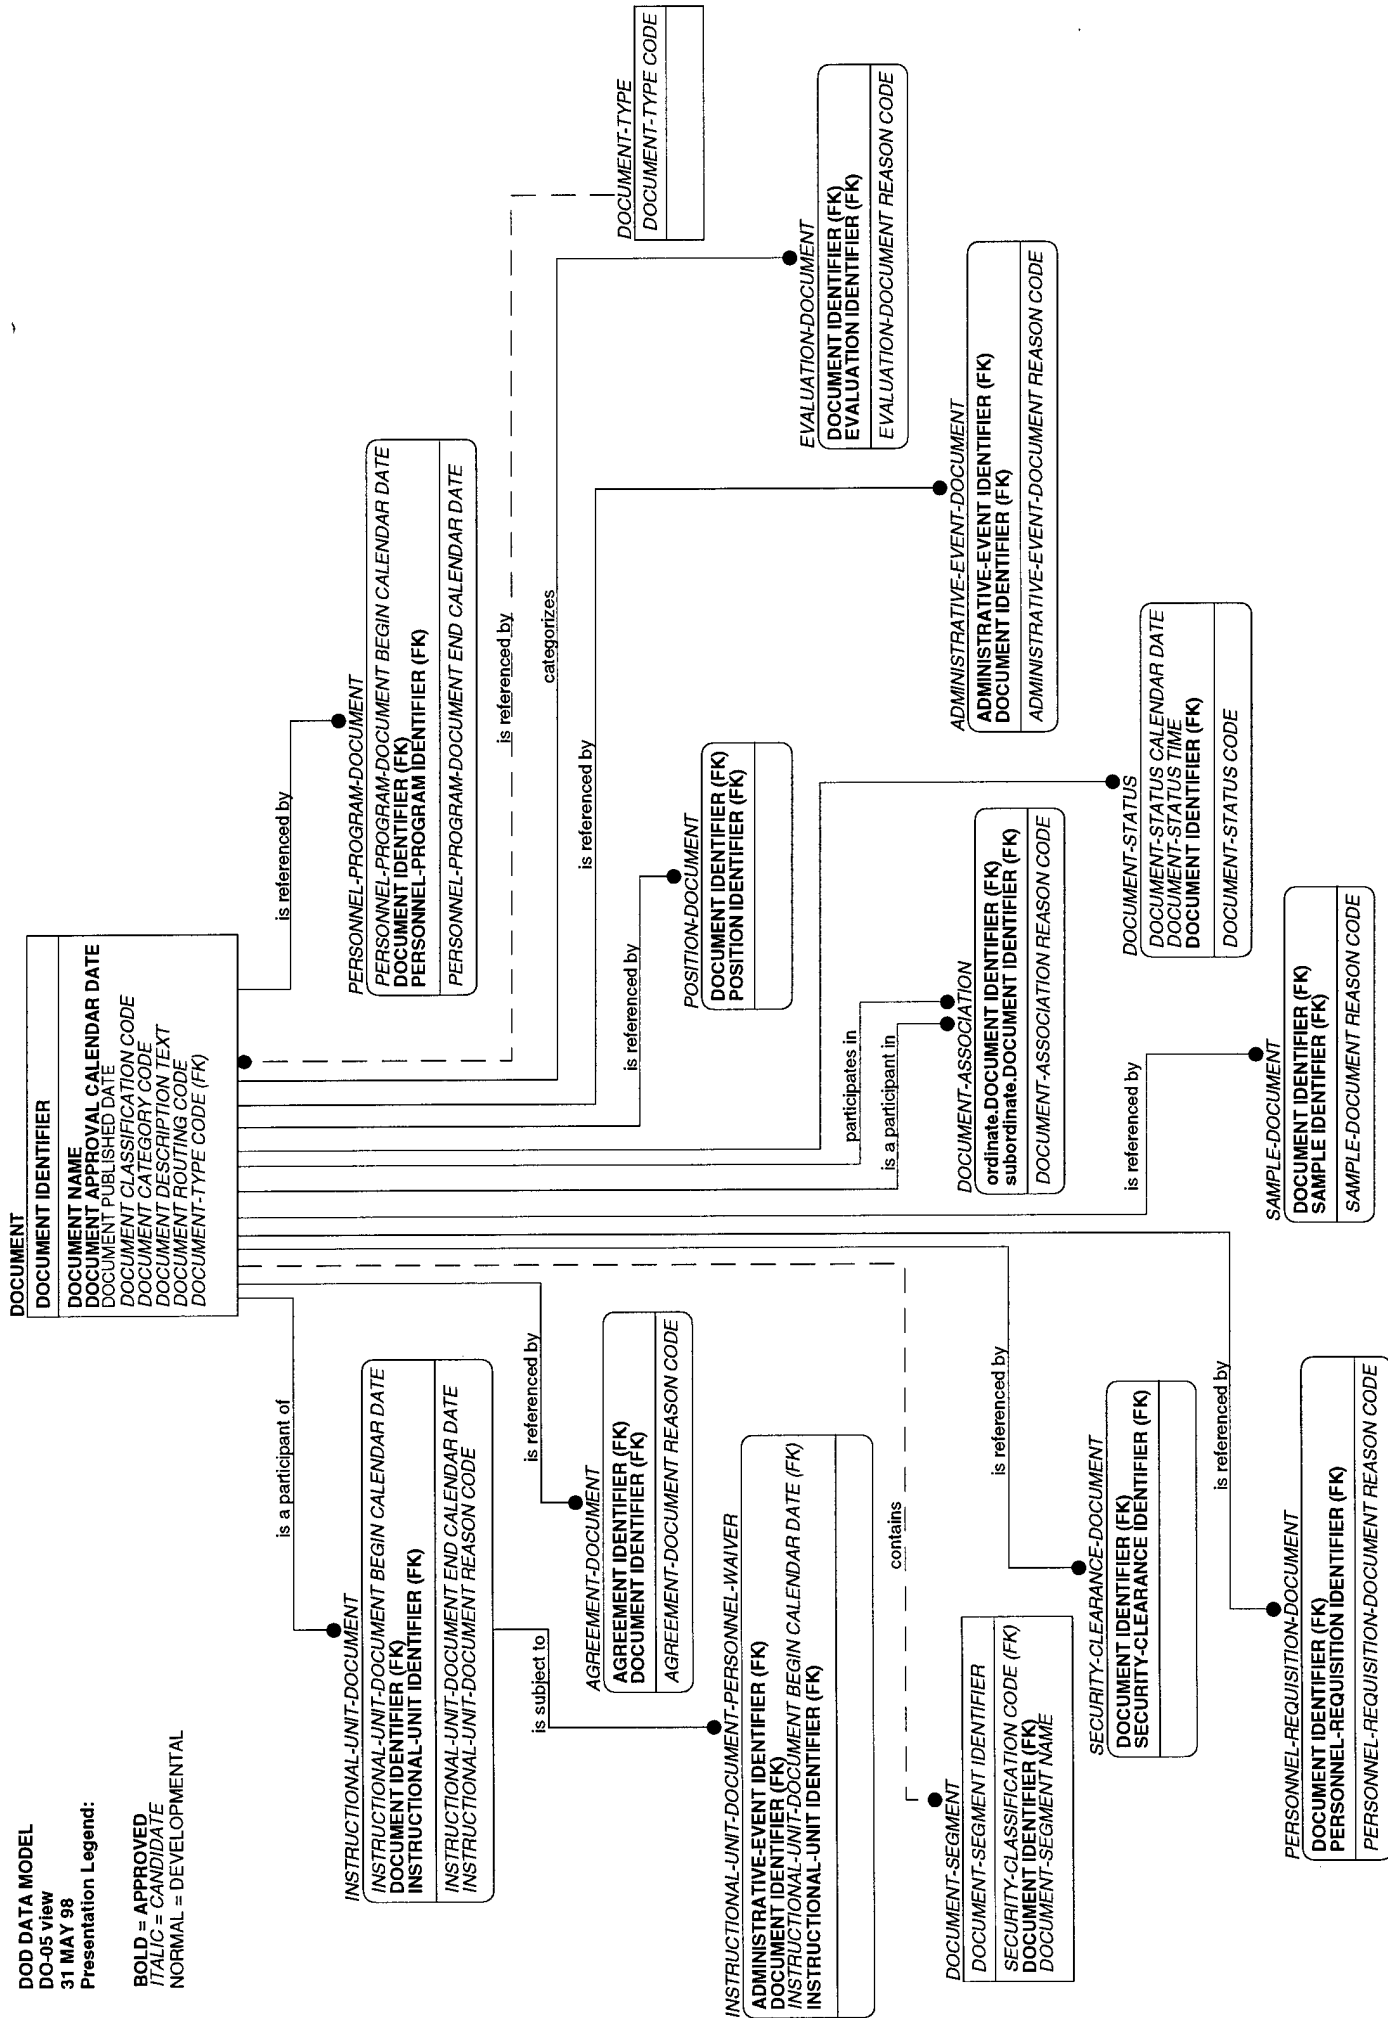 DOD DATA MODEL
DO-05 view
31 MAY 98
Presentation Legend:
BOLD = APPROVED
ITALIC = CANDIDATE
NORMAL = DEVELOPMENTAL
DOCUMENT
DOCUMENT IDENTIFIER
DOCUMENT NAME
DOCUMENT APPROVAL CALENDAR DATE
DOCUMENT PUBLISHED DATE
DOCUMENT CLASSIFICATION CODE
DOCUMENT CATEGORY CODE
DOCUMENT DESCRIPTION TEXT
DOCUMENT ROUTING CODE
DOCUMENT-TYPE CODE (FK)
is a participant of
is referenced by
INSTRUCTIONAL-UNIT-DOCUMENT
INSTRUCTIONAL-UNIT-DOCUMENT BEGIN CALENDAR DATE
DOCUMENT IDENTIFIER (FK)
INSTRUCTIONAL-UNIT IDENTIFIER (FK)
INSTRUCTIONAL-UNIT-DOCUMENT END CALENDAR DATE
INSTRUCTIONAL-UNIT-DOCUMENT REASON CODE
PERSONNEL-PROGRAM-DOCUMENT
PERSONNEL-PROGRAM-DOCUMENT BEGIN CALENDAR DATE
DOCUMENT IDENTIFIER (FK)
PERSONNEL-PROGRAM IDENTIFIER (FK)
PERSONNEL-PROGRAM-DOCUMENT END CALENDAR DATE
is subject to
is referenced by
is referenced by
categorizes
is referenced by
AGREEMENT-DOCUMENT
AGREEMENT IDENTIFIER (FK)
DOCUMENT IDENTIFIER (FK)
AGREEMENT-DOCUMENT REASON CODE
is referenced by
DOCUMENT-TYPE
DOCUMENT-TYPE CODE
POSITION-DOCUMENT
DOCUMENT IDENTIFIER (FK)
POSITION IDENTIFIER (FK)
INSTRUCTIONAL-UNIT-DOCUMENT-PERSONNEL-WAIVER
ADMINISTRATIVE-EVENT IDENTIFIER (FK)
DOCUMENT IDENTIFIER (FK)
INSTRUCTIONAL-UNIT-DOCUMENT BEGIN CALENDAR DATE (FK)
INSTRUCTIONAL-UNIT IDENTIFIER (FK)
EVALUATION-DOCUMENT
DOCUMENT IDENTIFIER (FK)
EVALUATION IDENTIFIER (FK)
EVALUATION-DOCUMENT REASON CODE
contains
participates in
is a participant in
DOCUMENT-SEGMENT
DOCUMENT-SEGMENT IDENTIFIER
SECURITY-CLASSIFICATION CODE (FK)
DOCUMENT IDENTIFIER (FK)
DOCUMENT-SEGMENT NAME
is referenced by
DOCUMENT-ASSOCIATION
ordinate.DOCUMENT IDENTIFIER (FK)
subordinate.DOCUMENT IDENTIFIER (FK)
DOCUMENT-ASSOCIATION REASON CODE
ADMINISTRATIVE-EVENT-DOCUMENT
ADMINISTRATIVE-EVENT IDENTIFIER (FK)
DOCUMENT IDENTIFIER (FK)
ADMINISTRATIVE-EVENT-DOCUMENT REASON CODE
SECURITY-CLEARANCE-DOCUMENT
DOCUMENT IDENTIFIER (FK)
SECURITY-CLEARANCE IDENTIFIER (FK)
is referenced by
DOCUMENT-STATUS
DOCUMENT-STATUS CALENDAR DATE
DOCUMENT-STATUS TIME
DOCUMENT IDENTIFIER (FK)
DOCUMENT-STATUS CODE
is referenced by
PERSONNEL-REQUISITION-DOCUMENT
DOCUMENT IDENTIFIER (FK)
PERSONNEL-REQUISITION IDENTIFIER (FK)
PERSONNEL-REQUISITION-DOCUMENT REASON CODE
SAMPLE-DOCUMENT
DOCUMENT IDENTIFIER (FK)
SAMPLE IDENTIFIER (FK)
SAMPLE-DOCUMENT REASON CODE